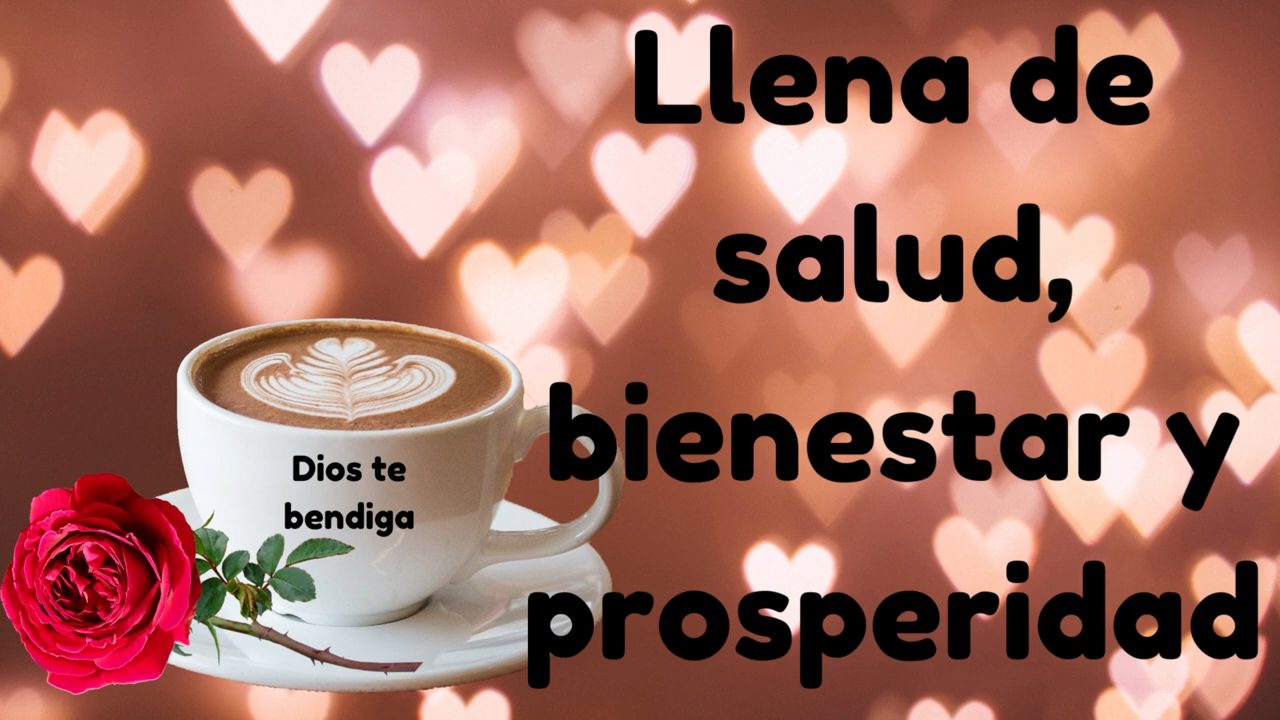 Llena de
salud,
bienestar y
prosperidad
Dios te
bendiga